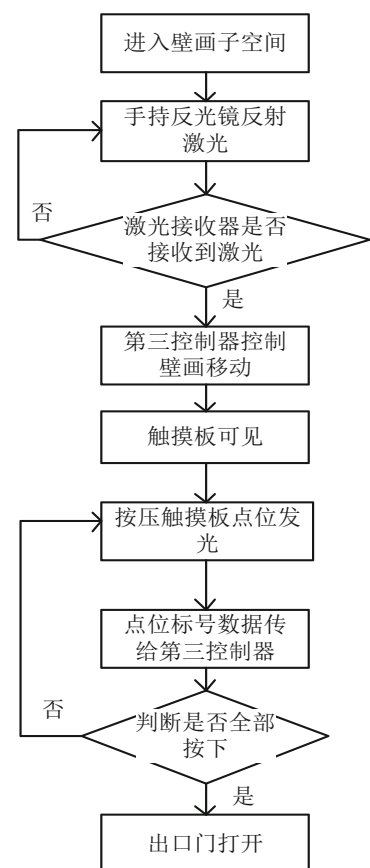 进入壁画子空间
手持反光镜反射
激光
否
激光接收器是否
接收到激光
是
第三控制器控制
壁画移动
触摸板可见
按压触摸板点位发
光
点位标号数据传
给第三控制器
否
判断是否全部
按下
是
出口门打开